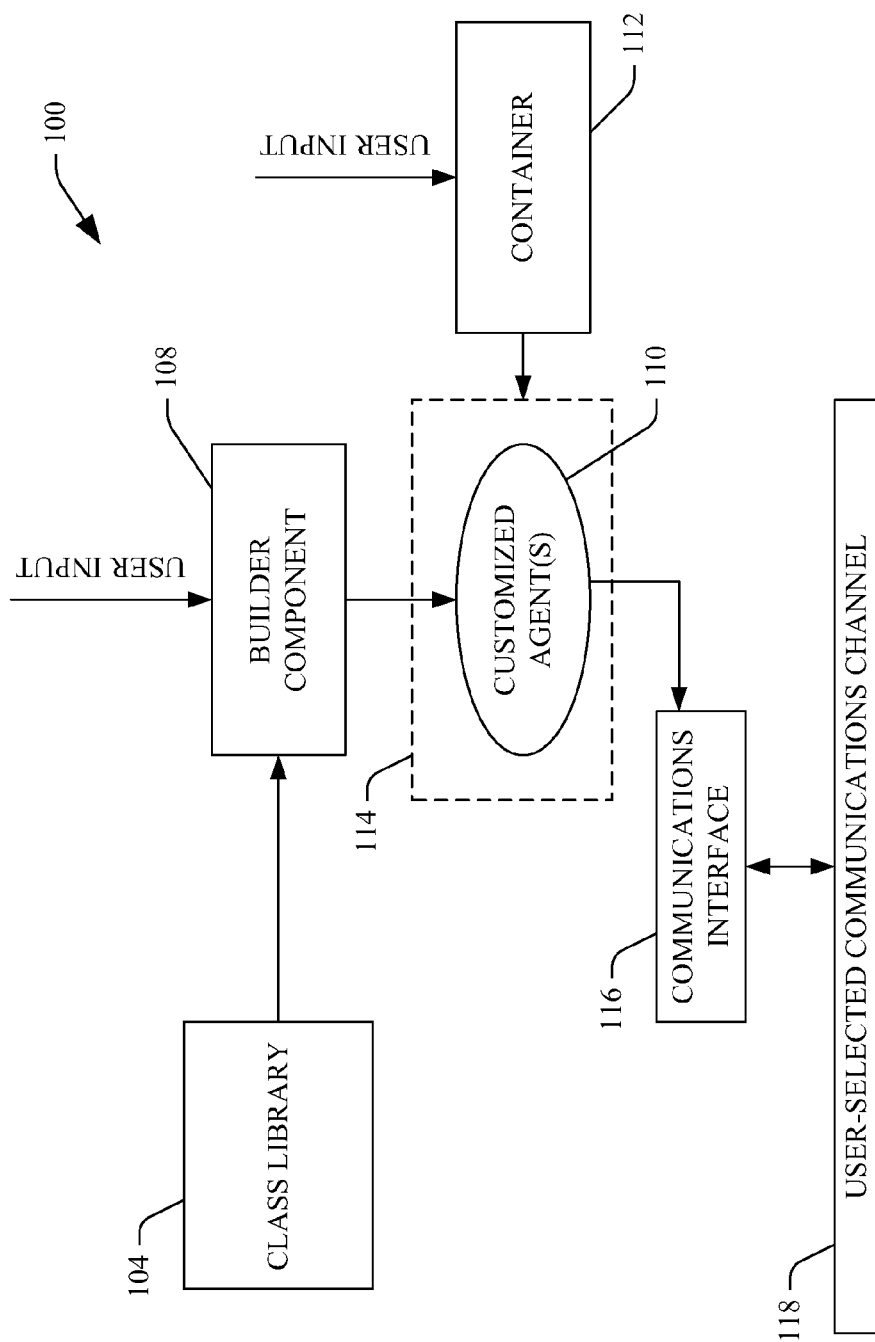 100
USER INPUT
108
BUILDER
COMPONENT
USER INPUT
112
CONTAINER
104
CLASS LIBRARY
114
CUSTOMIZED
AGENT(S)
110
116
COMMUNICATIONS
INTERFACE
118
USER-SELECTED COMMUNICATIONS CHANNEL